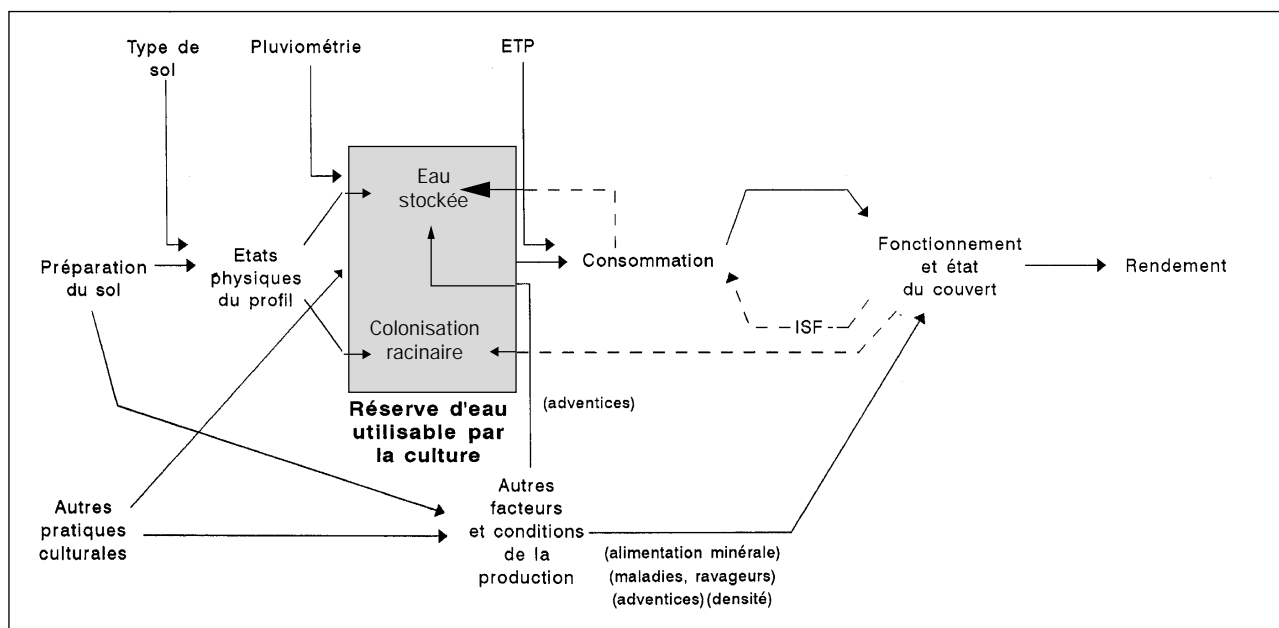 Type de
sol
Pluviométrie
ETP
Eau
stockée
Préparation
du sol
Etats
physiques
du profil
Consommation
Fonctionnement
et état
du couvert
Rendement
ISF
Colonisation
racinaire
Réserve d'eau
utilisable par
la culture
(adventices)
Autres
pratiques
culturales
Autres
facteurs
et conditions
de la
production
(alimentation minérale)
(maladies, ravageurs)
(adventices) (densité)